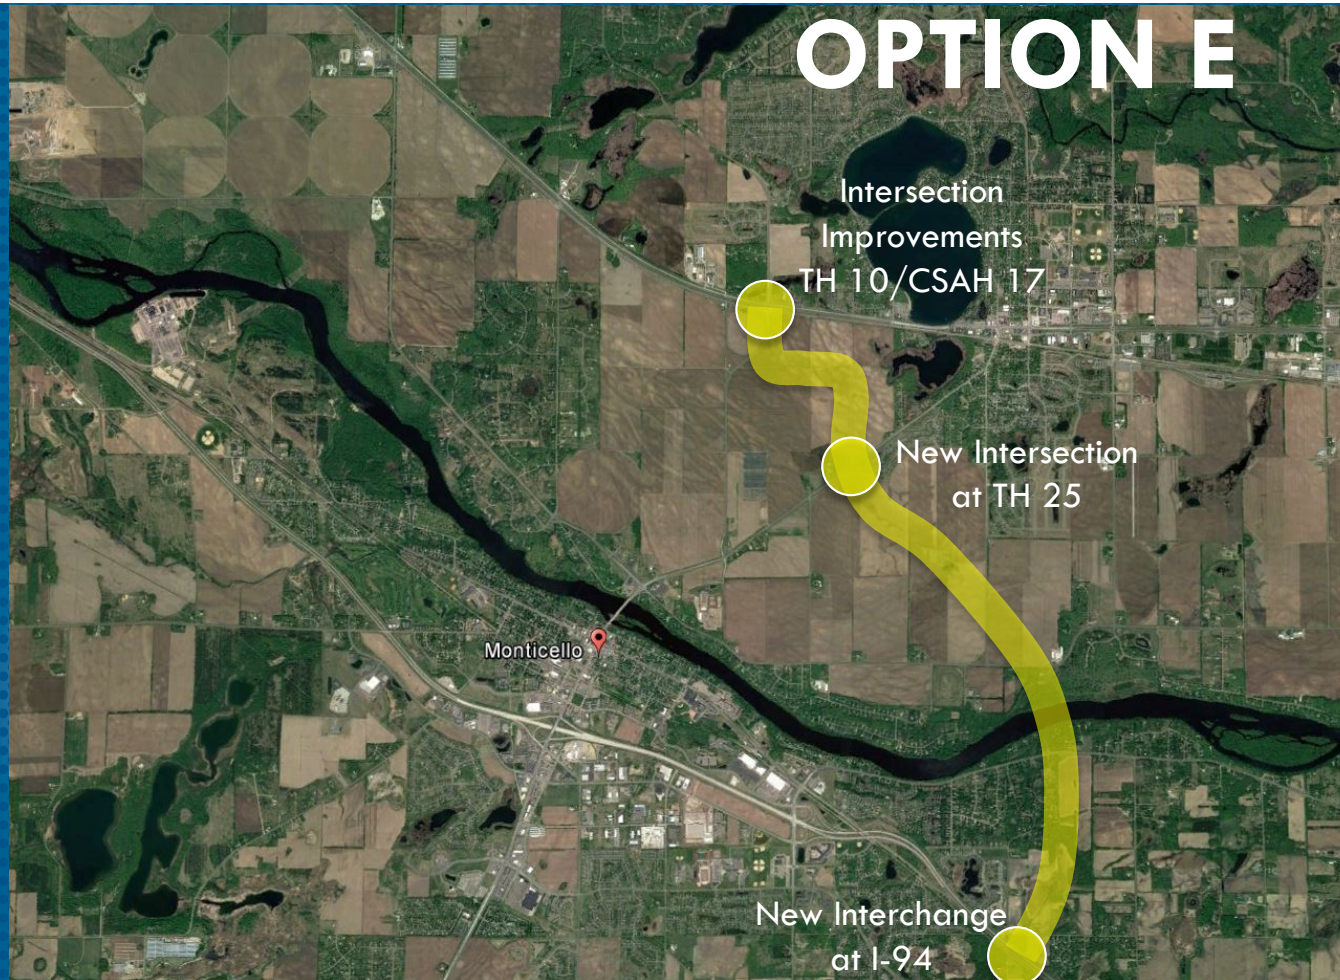 OPTION E
Intersection
Improvements
TH 10/CSAH 17
New Intersection
at TH 25
Monticello
New Interchange
at I-94